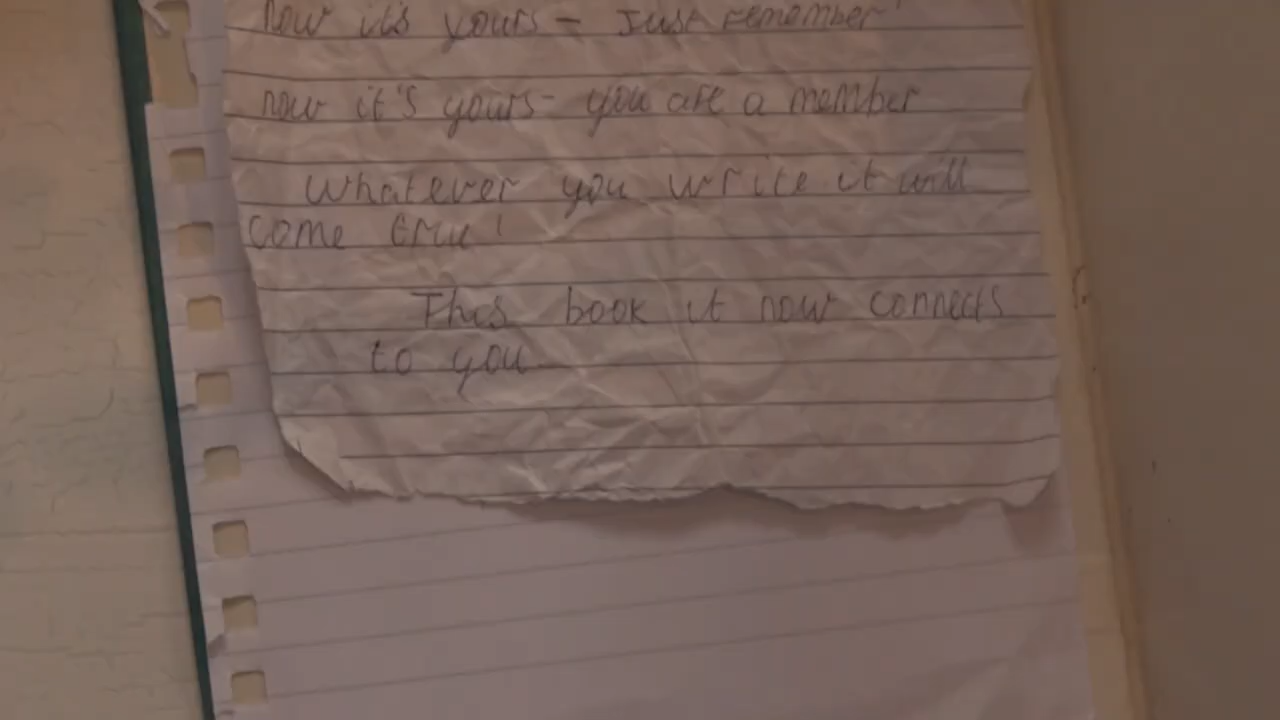 now it's yours - Just remember!
now it's yours - you are a member
whatever you write it will
come true!
This book it now connects
to you